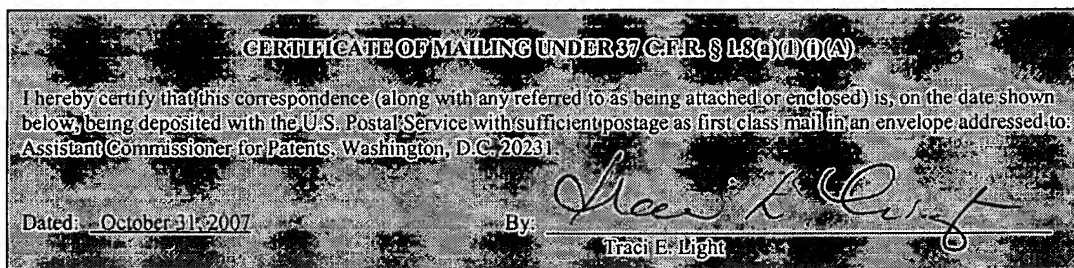 CERTIFICATE OF MAILING UNDER 37 C.F.R. § 1.8(a)(1)(i)(A)
I hereby certify that this correspondence (along with any referred to as being attached or enclosed) is, on the date shown
below, being deposited with the U.S. Postal Service with sufficient postage as first class mail in an envelope addressed to:
Assistant Commissioner for Patents, Washington, D.C. 20231.
Dated: October 31, 2007 By:
Traci E. Light